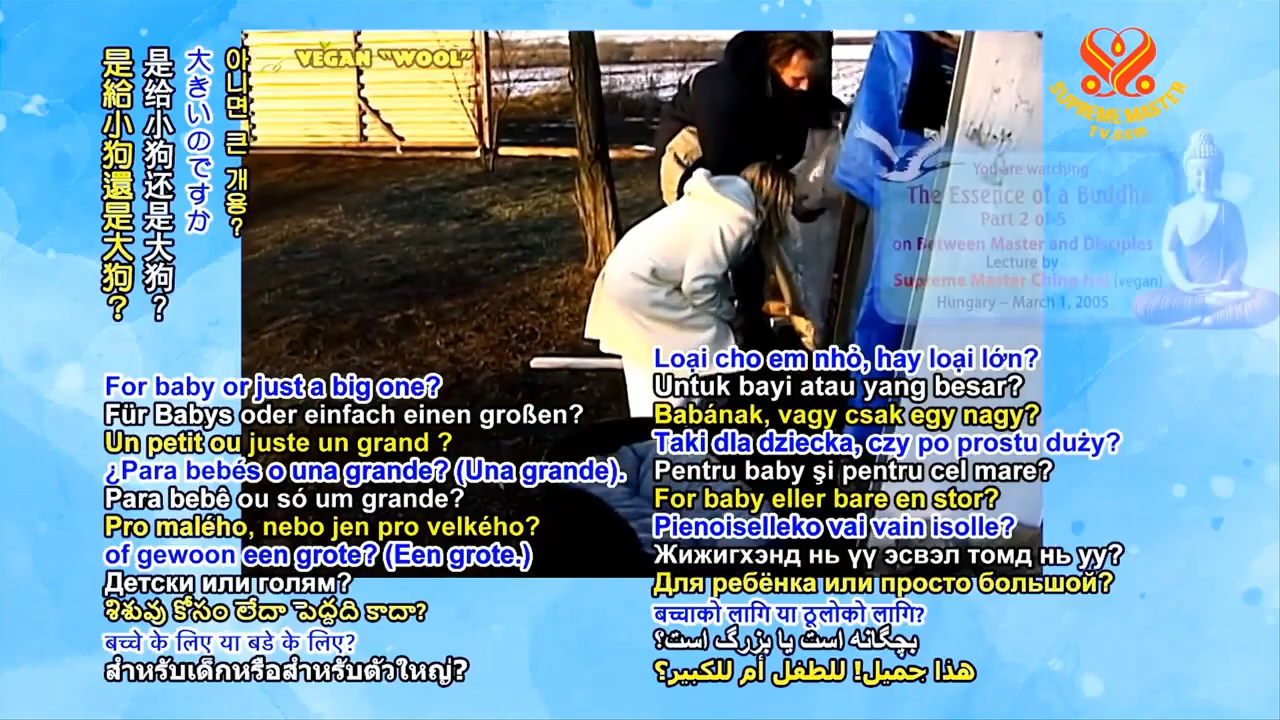 아니면 큰 개용?
大きいのですか
是给小狗还是大狗?
是給小狗還是大狗?
VEGAN "WOOL"
SUPREME MASTER
TV.com
You are watching
The Essence of a Buddha
Part 2 of 5
on Between Master and Disciples
Lecture by
Supreme Master Ching Hai (vegan)
Hungary – March 1, 2005
For baby or just a big one?
Für Babys oder einfach einen großen?
Un petit ou juste un grand ?
¿Para bebés o una grande? (Una grande).
Para bebê ou só um grande?
Pro malého, nebo jen pro velkého?
of gewoon een grote? (Een grote.)
Детски или голям?
శిశువు కోసం లేదా పెద్దది కాదా?
बच्चे के लिए या बडे के लिए?
สำหรับเด็กหรือสำหรับตัวใหญ่?
Loại cho em nhỏ, hay loại lớn?
Untuk bayi atau yang besar?
Babának, vagy csak egy nagy?
Taki dla dziecka, czy po prostu duży?
Pentru baby şi pentru cel mare?
For baby eller bare en stor?
Pienoiselleko vai vain isolle?
Жижигхэнд нь үү эсвэл томд нь уу?
Для ребёнка или просто большой?
बच्चाको लागि या ठूलोको लागि?
بچگانه است یا بزرگ است؟
هذا جميل! للطفل أم للكبير؟